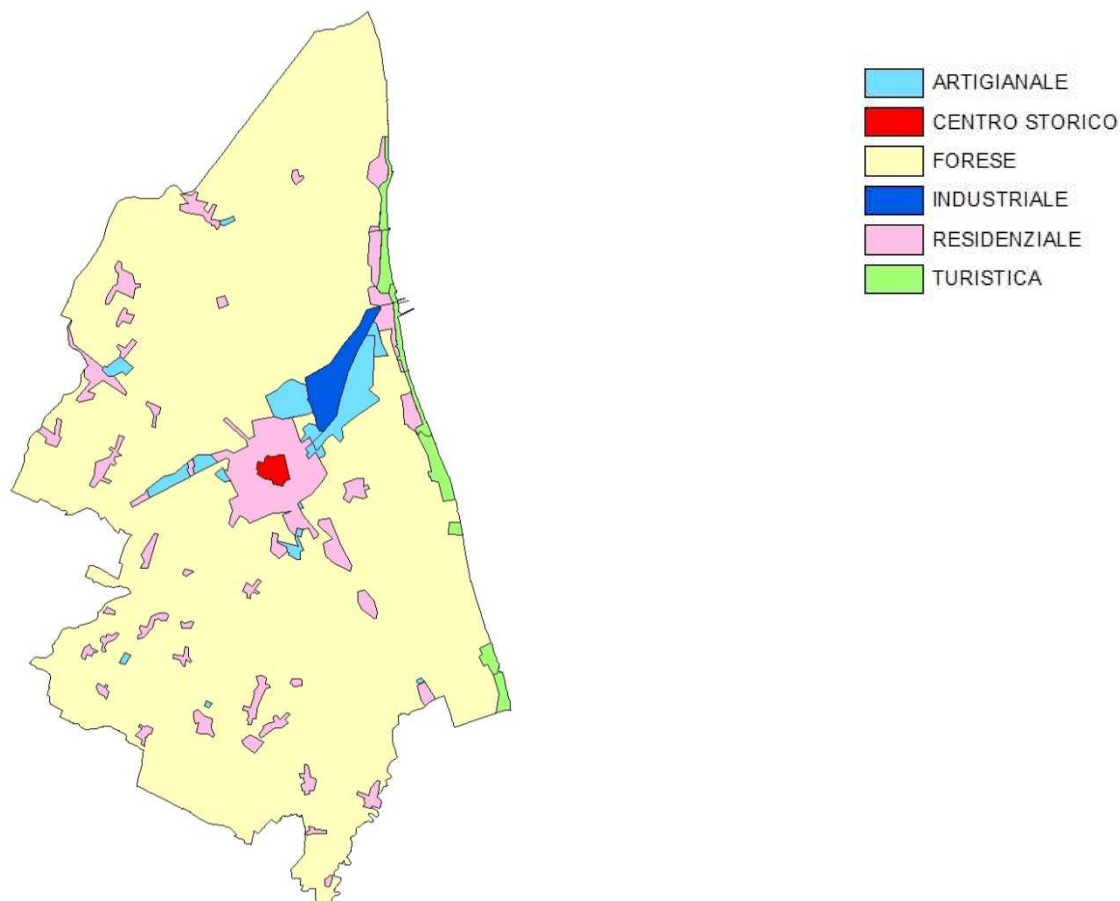 ARTIGIANALE
CENTRO STORICO
FORESE
INDUSTRIALE
RESIDENZIALE
TURISTICA